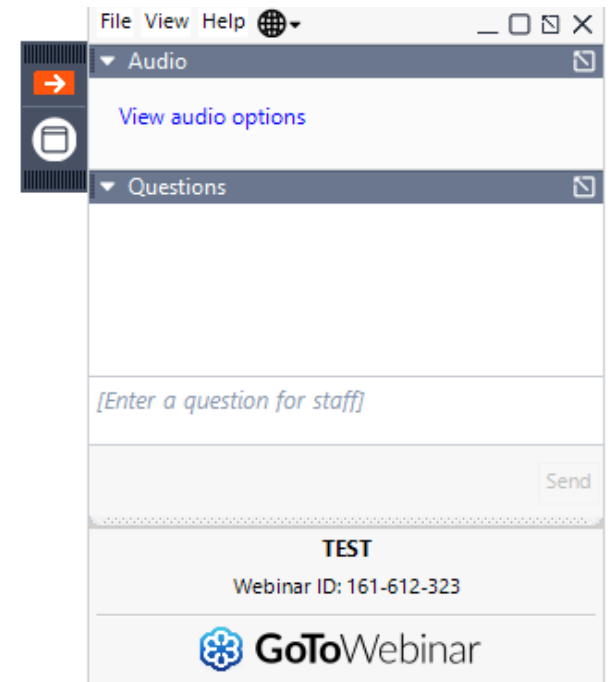 File View Help
Audio
View audio options
Questions
[Enter a question for staff]
Send
TEST
Webinar ID: 161-612-323
GoToWebinar